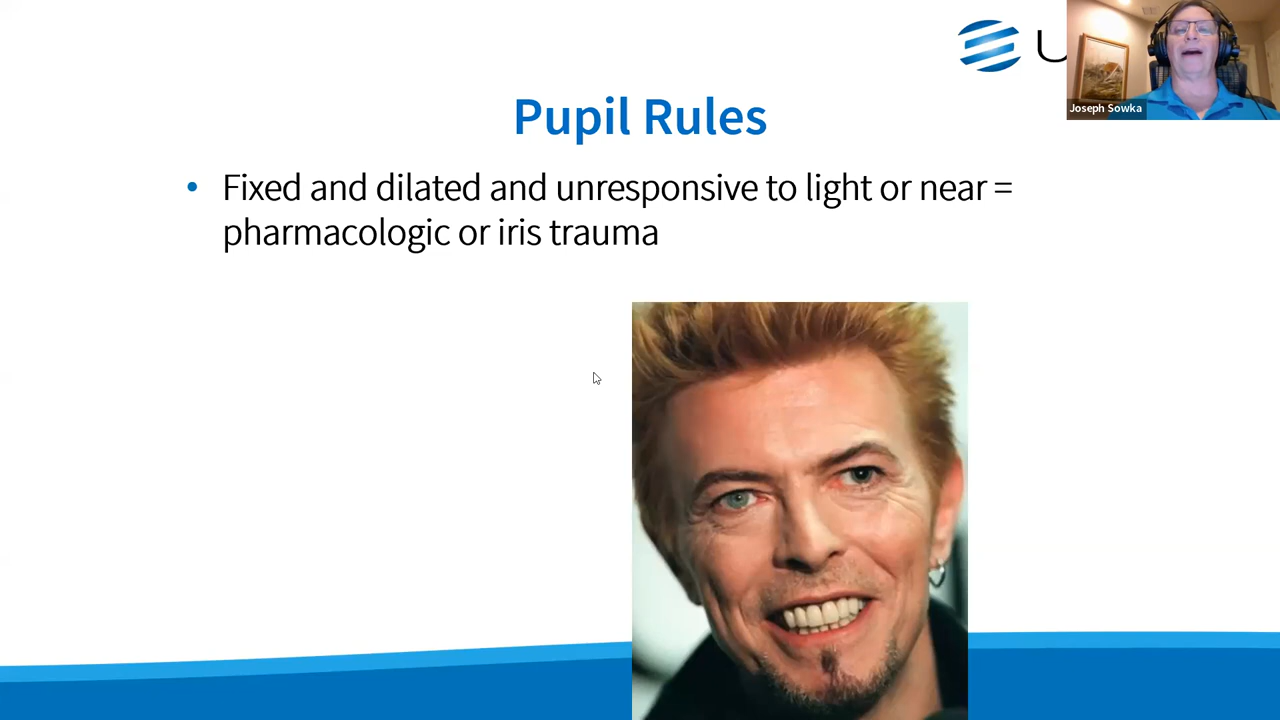 Pupil Rules
• Fixed and dilated and unresponsive to light or near =
pharmacologic or iris trauma
Joseph Sowka